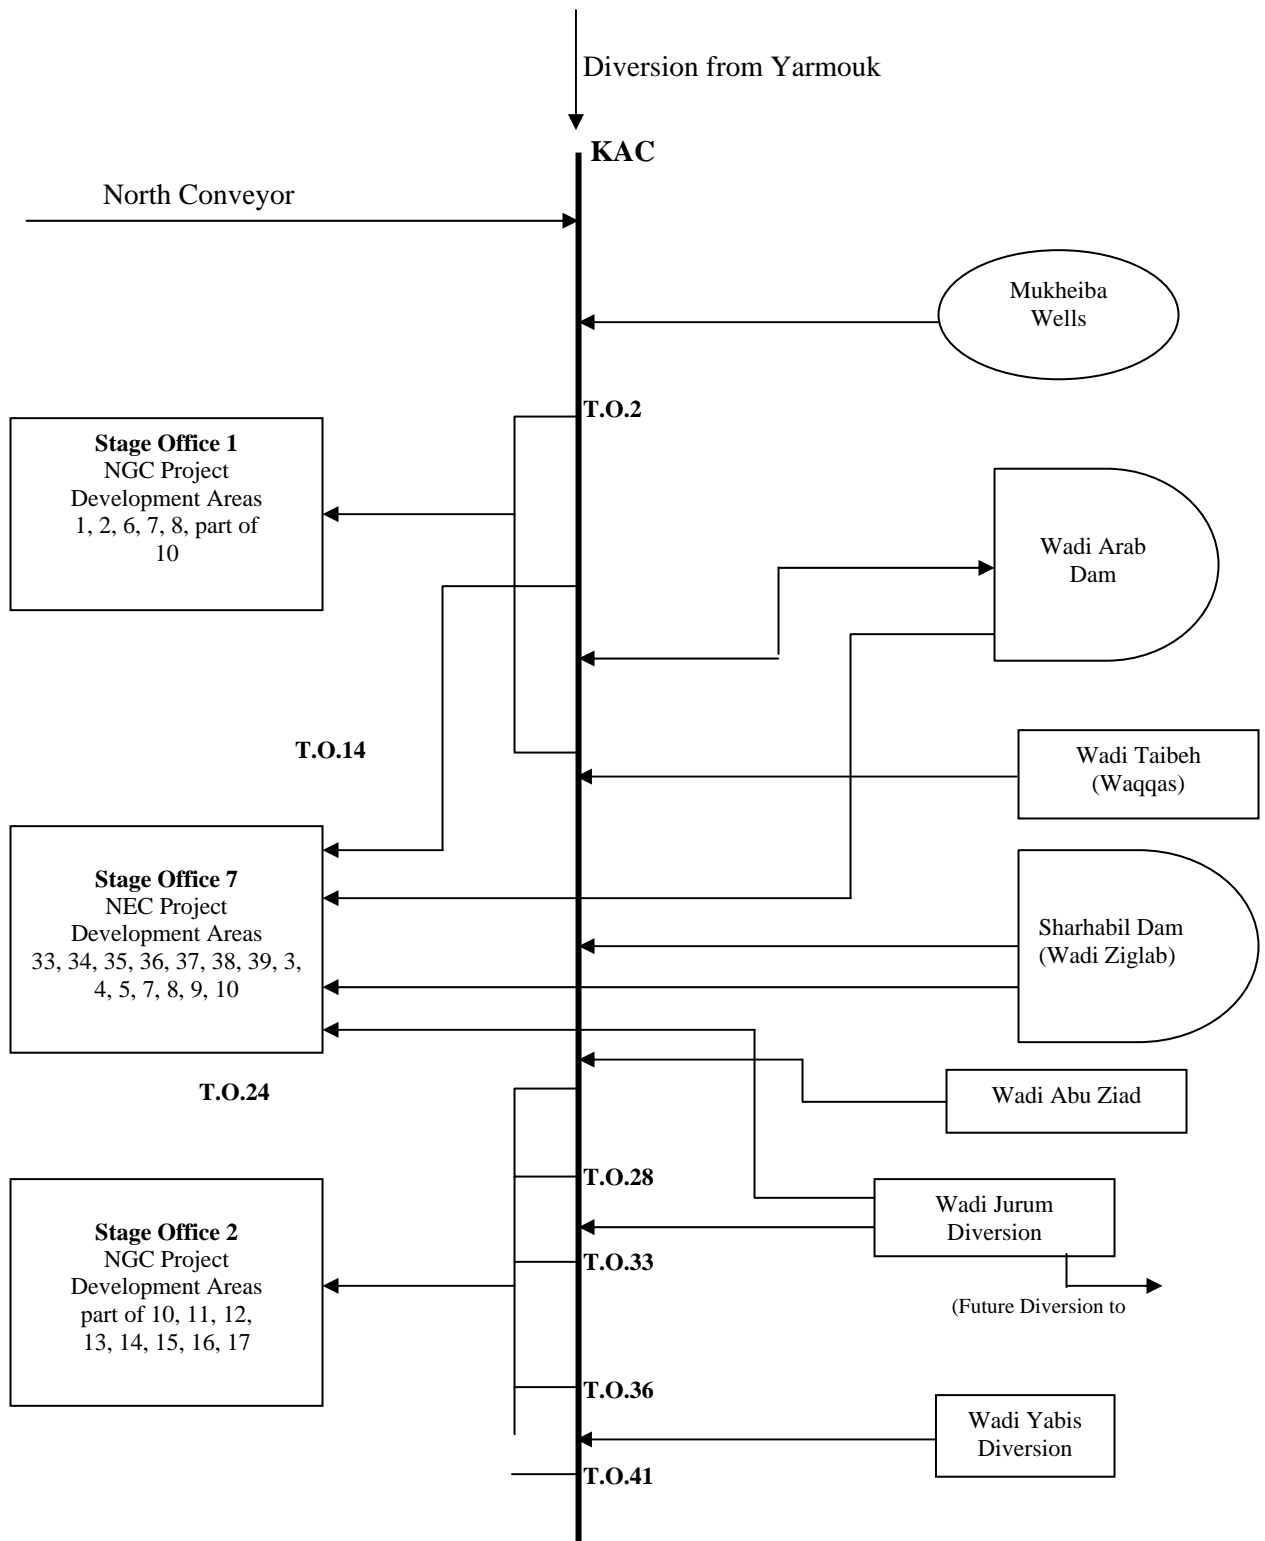 Diversion from Yarmouk
KAC
North Conveyor
Mukheiba
Wells
T.O.2
Stage Office 1
NGC Project
Development Areas
1, 2, 6, 7, 8, part of
10
Wadi Arab
Dam
T.O.14
Wadi Taibeh
(Waqqas)
Stage Office 7
NEC Project
Development Areas
33, 34, 35, 36, 37, 38, 39, 3,
4, 5, 7, 8, 9, 10
Sharhabil Dam
(Wadi Ziglab)
T.O.24
Wadi Abu Ziad
T.O.28
Wadi Jurum
Diversion
Stage Office 2
NGC Project
Development Areas
part of 10, 11, 12,
13, 14, 15, 16, 17
T.O.33
(Future Diversion to
T.O.36
Wadi Yabis
Diversion
T.O.41